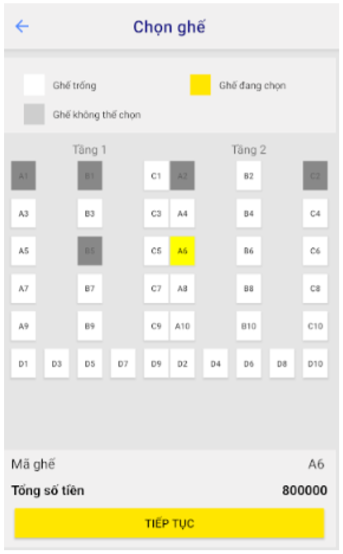 Chọn ghế
Ghế trống
Ghế đang chọn
Ghế không thể chọn
Tầng 1 Tầng 2
A1 B1 C1 A2 B2 C2
A3 B3 C3 A4 B4 C4
A5 B5 C5 A6 B6 C6
A7 B7 C7 A8 B8 C8
A9 B9 C9 A10 B10 C10
D1 D3 D5 D7 D9 D2 D4 D6 D8 D10
Mã ghế A6
Tổng số tiền 800000
TIẾP TỤC